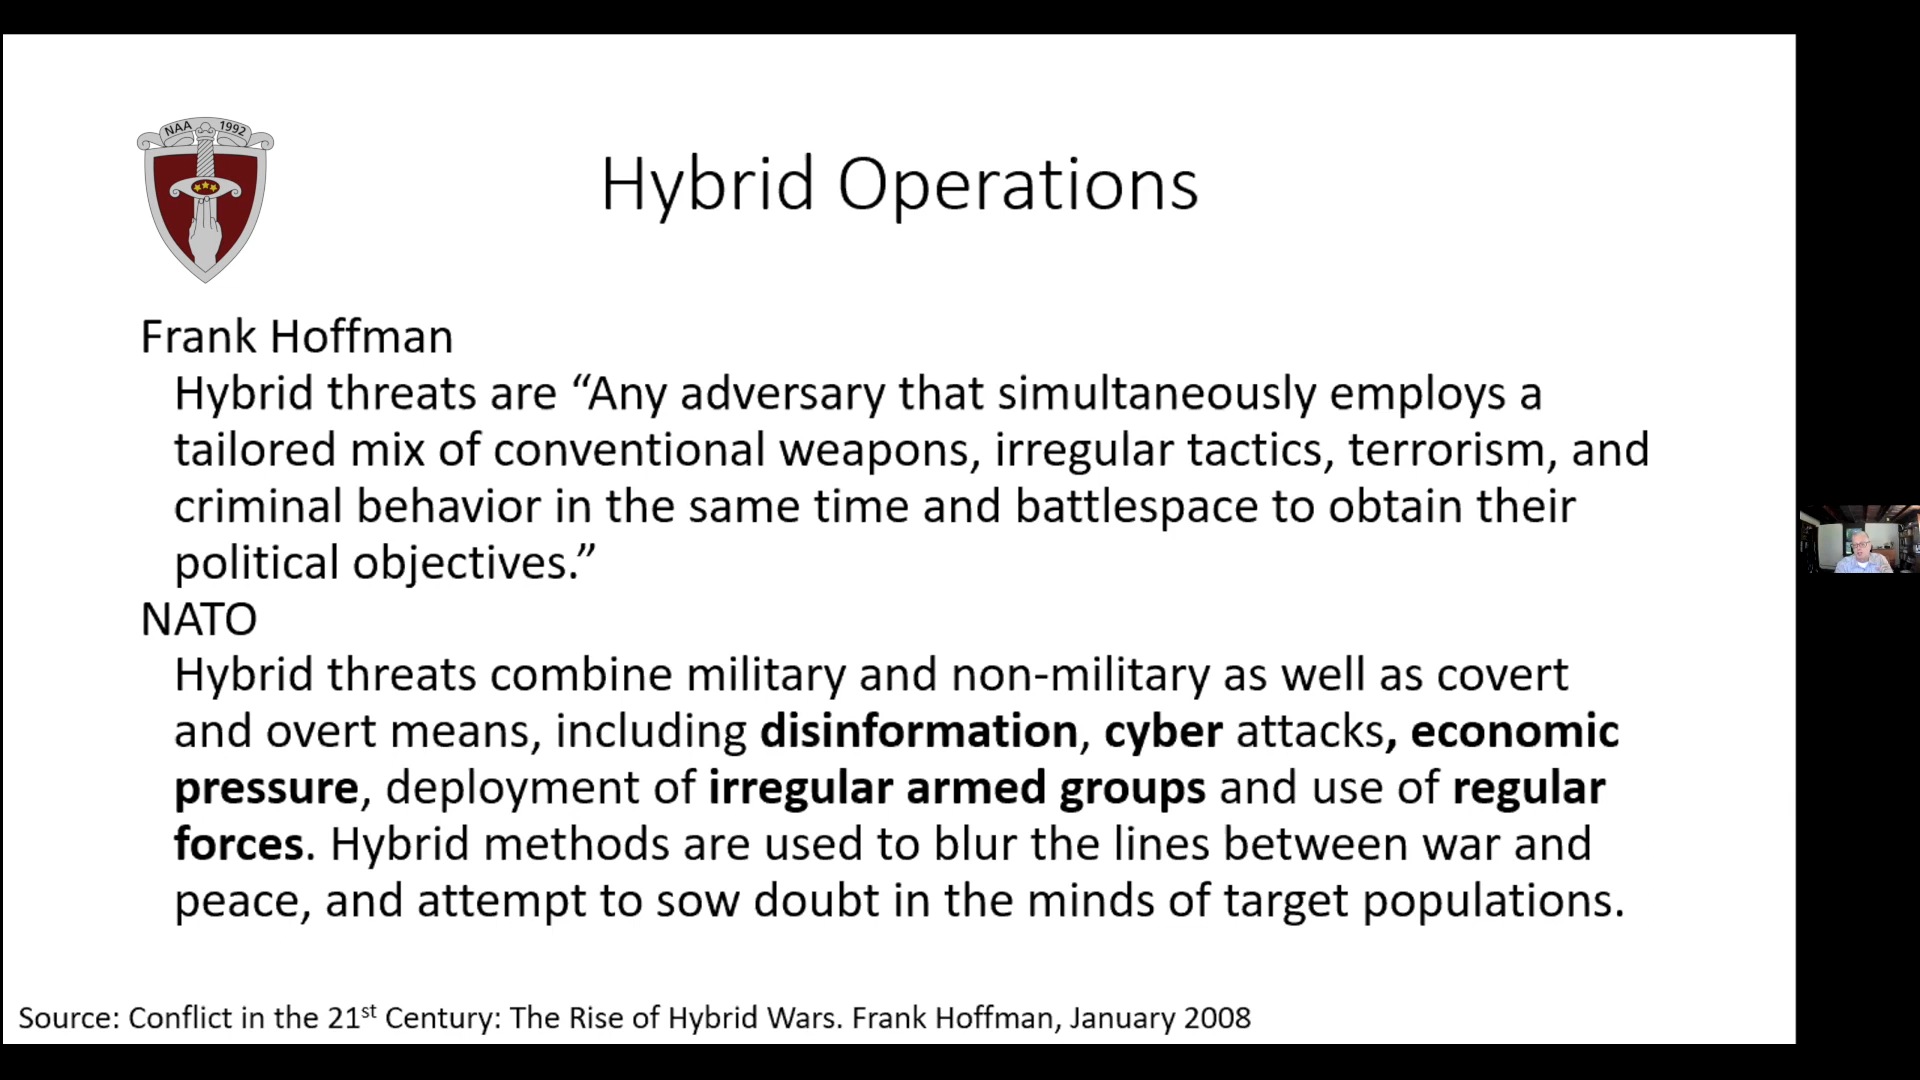 NAA 1992
Hybrid Operations
Frank Hoffman
Hybrid threats are “Any adversary that simultaneously employs a
tailored mix of conventional weapons, irregular tactics, terrorism, and
criminal behavior in the same time and battlespace to obtain their
political objectives.”
NATO
Hybrid threats combine military and non-military as well as covert
and overt means, including disinformation, cyber attacks, economic
pressure, deployment of irregular armed groups and use of regular
forces. Hybrid methods are used to blur the lines between war and
peace, and attempt to sow doubt in the minds of target populations.
Source: Conflict in the 21st Century: The Rise of Hybrid Wars. Frank Hoffman, January 2008